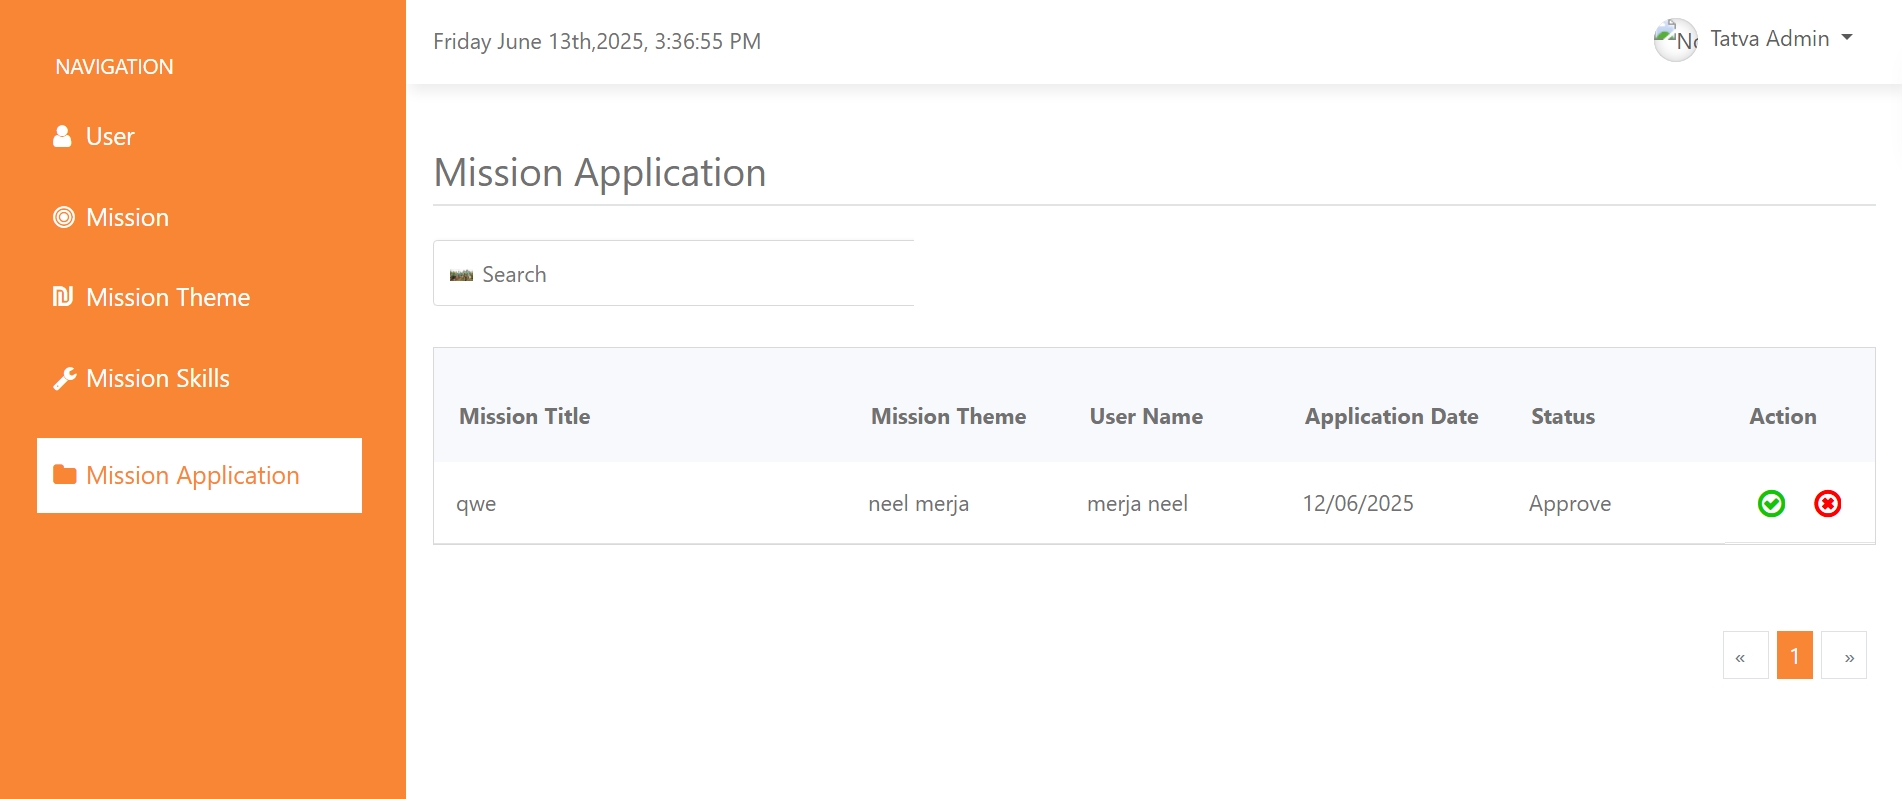 NAVIGATION
User
Mission
Mission Theme
Mission Skills
Mission Application
Friday June 13th,2025, 3:36:55 PM
Tatva Admin
Mission Application
Search
Mission Title Mission Theme User Name Application Date Status Action
qwe neel merja merja neel 12/06/2025 Approve
« 1 »